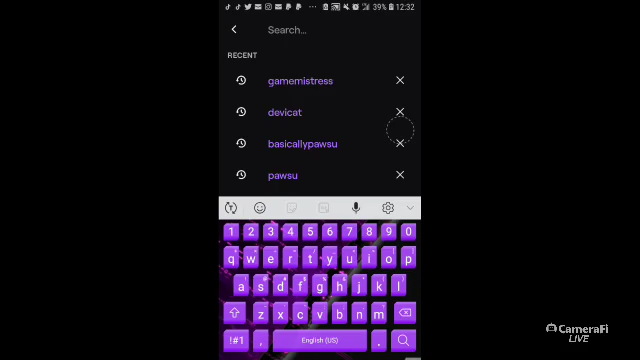 39% 12:32
Search...
RECENT
gamemistress
devicat
basicallypawsu
pawsu
1 2 3 4 5 6 7 8 9 0
q w e r t y u i o p
a s d f g h j k l
z x c v b n m
!#1 , English (US) .
CameraFi
LIVE